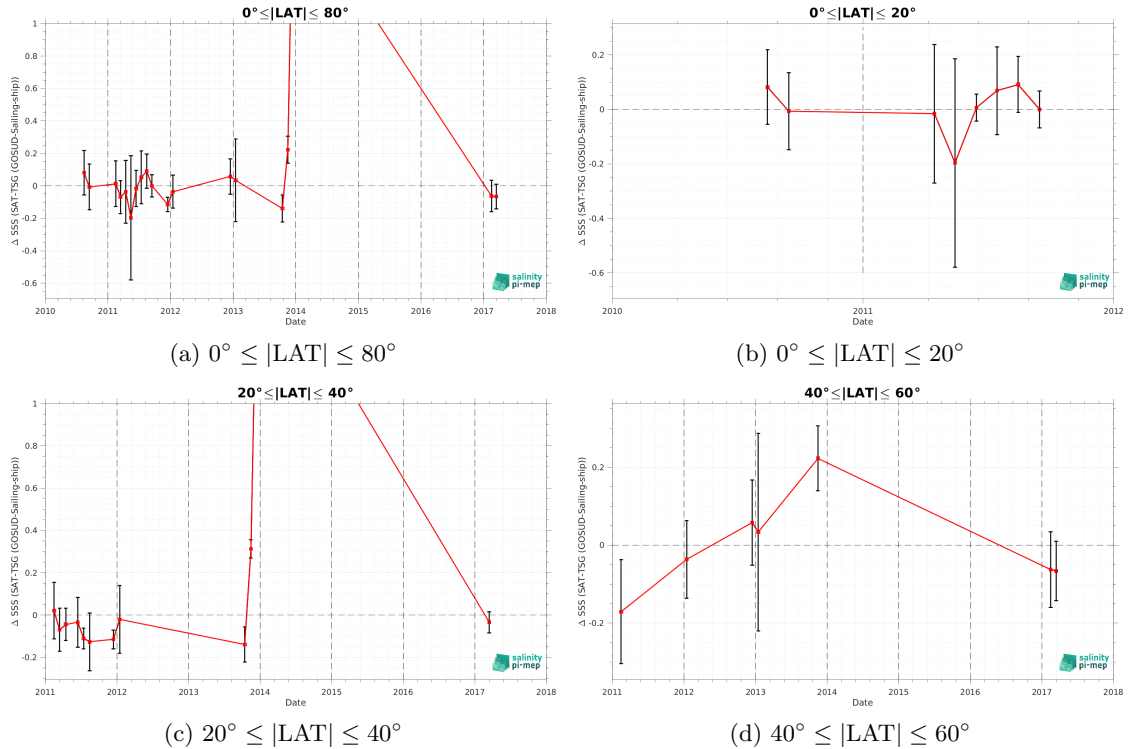 0°≤|LAT|≤ 80°
Δ SSS (SAT-TSG (GOSUD-Sailing-ship))
1
0.8
0.6
0.4
0.2
0
-0.2
-0.4
-0.6
2010 2011 2012 2013 2014 2015 2016 2017 2018
Date
salinity
pi-mep
(a) 0° ≤ |LAT| ≤ 80°
0°≤|LAT|≤ 20°
Δ SSS (SAT-TSG (GOSUD-Sailing-ship))
0.2
0
-0.2
-0.4
-0.6
2010 2011 2012
Date
salinity
pi-mep
(b) 0° ≤ |LAT| ≤ 20°
20°≤|LAT|≤ 40°
Δ SSS (SAT-TSG (GOSUD-Sailing-ship))
1
0.8
0.6
0.4
0.2
0
-0.2
2011 2012 2013 2014 2015 2016 2017 2018
Date
salinity
pi-mep
(c) 20° ≤ |LAT| ≤ 40°
40°≤|LAT|≤ 60°
Δ SSS (SAT-TSG (GOSUD-Sailing-ship))
0.2
0
-0.2
2011 2012 2013 2014 2015 2016 2017 2018
Date
salinity
pi-mep
(d) 40° ≤ |LAT| ≤ 60°